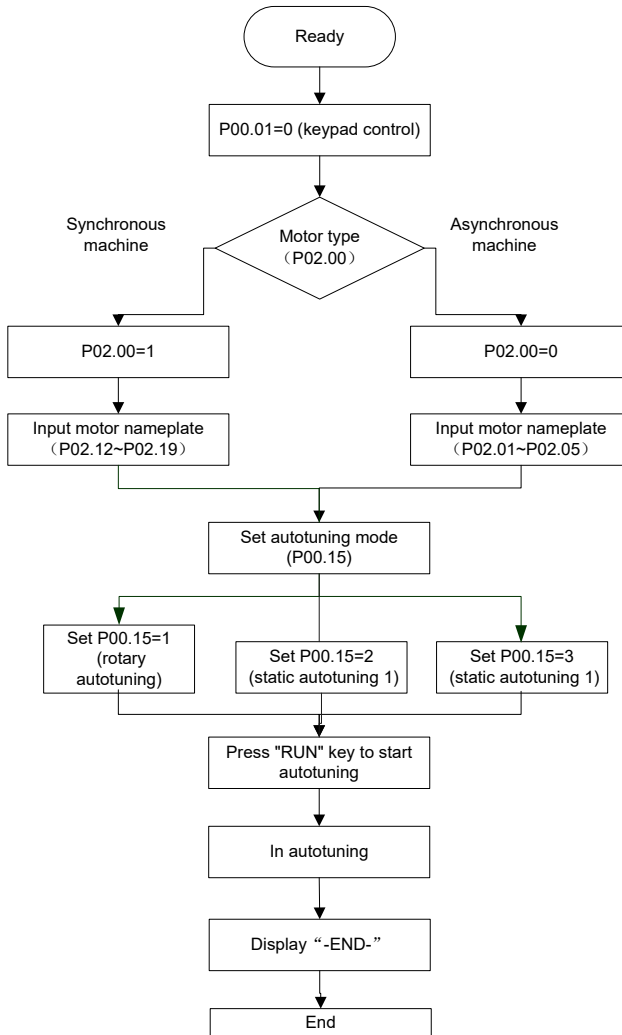 Ready
P00.01=0 (keypad control)
Synchronous
machine
Motor type
（P02.00）
Asynchronous
machine
P02.00=1
P02.00=0
Input motor nameplate
（P02.12~P02.19）
Input motor nameplate
（P02.01~P02.05）
Set autotuning mode
(P00.15)
Set P00.15=1
(rotary
autotuning)
Set P00.15=2
(static autotuning 1)
Set P00.15=3
(static autotuning 1)
Press "RUN" key to start
autotuning
In autotuning
Display “-END-”
End